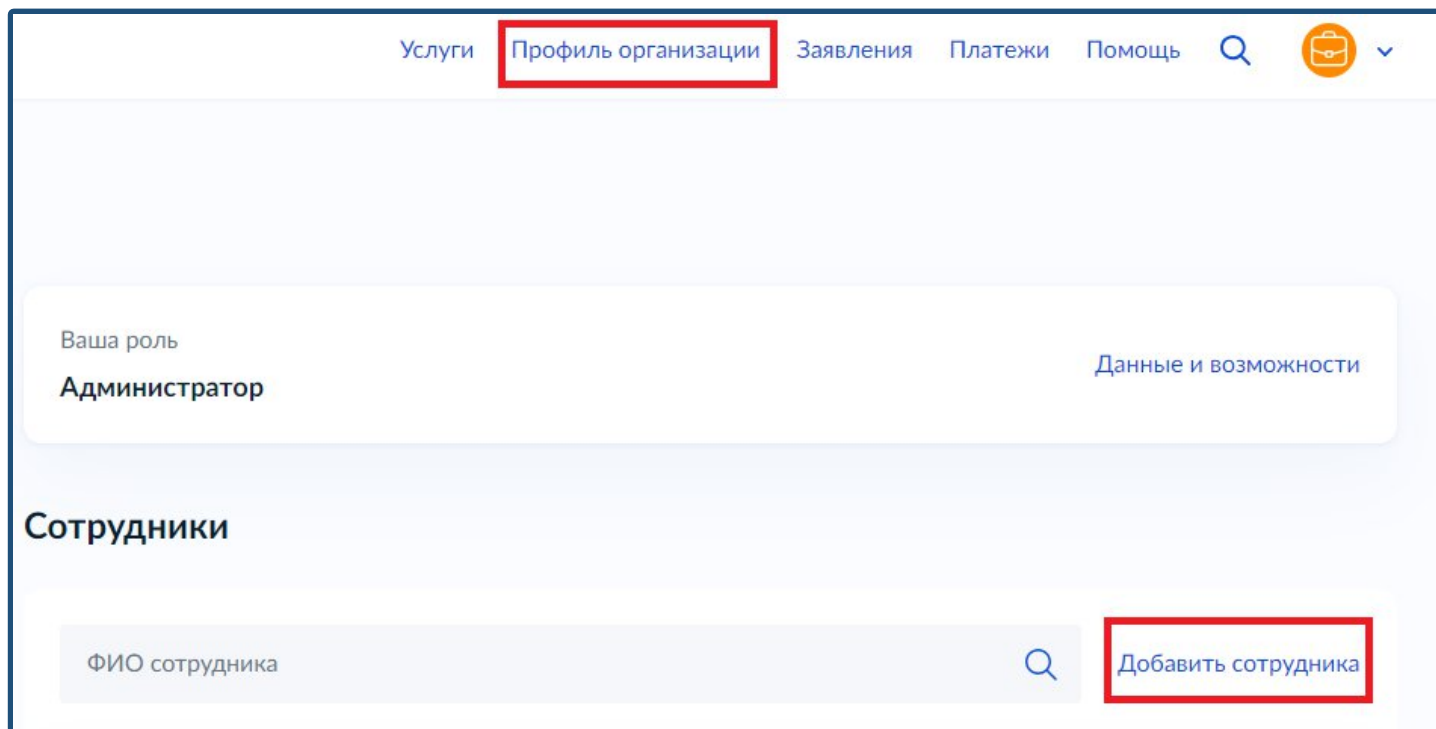 Услуги Профиль организации Заявления Платежи Помощь
Ваша роль
Администратор
Данные и возможности
Сотрудники
ФИО сотрудника
Добавить сотрудника